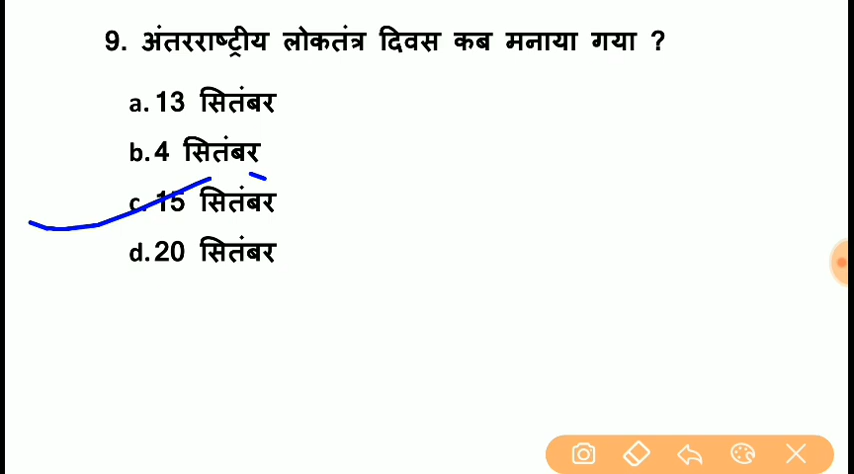 9. अंतरराष्ट्रीय लोकतंत्र दिवस कब मनाया गया ?
a. 13 सितंबर
b. 4 सितंबर
c. 15 सितंबर
d. 20 सितंबर